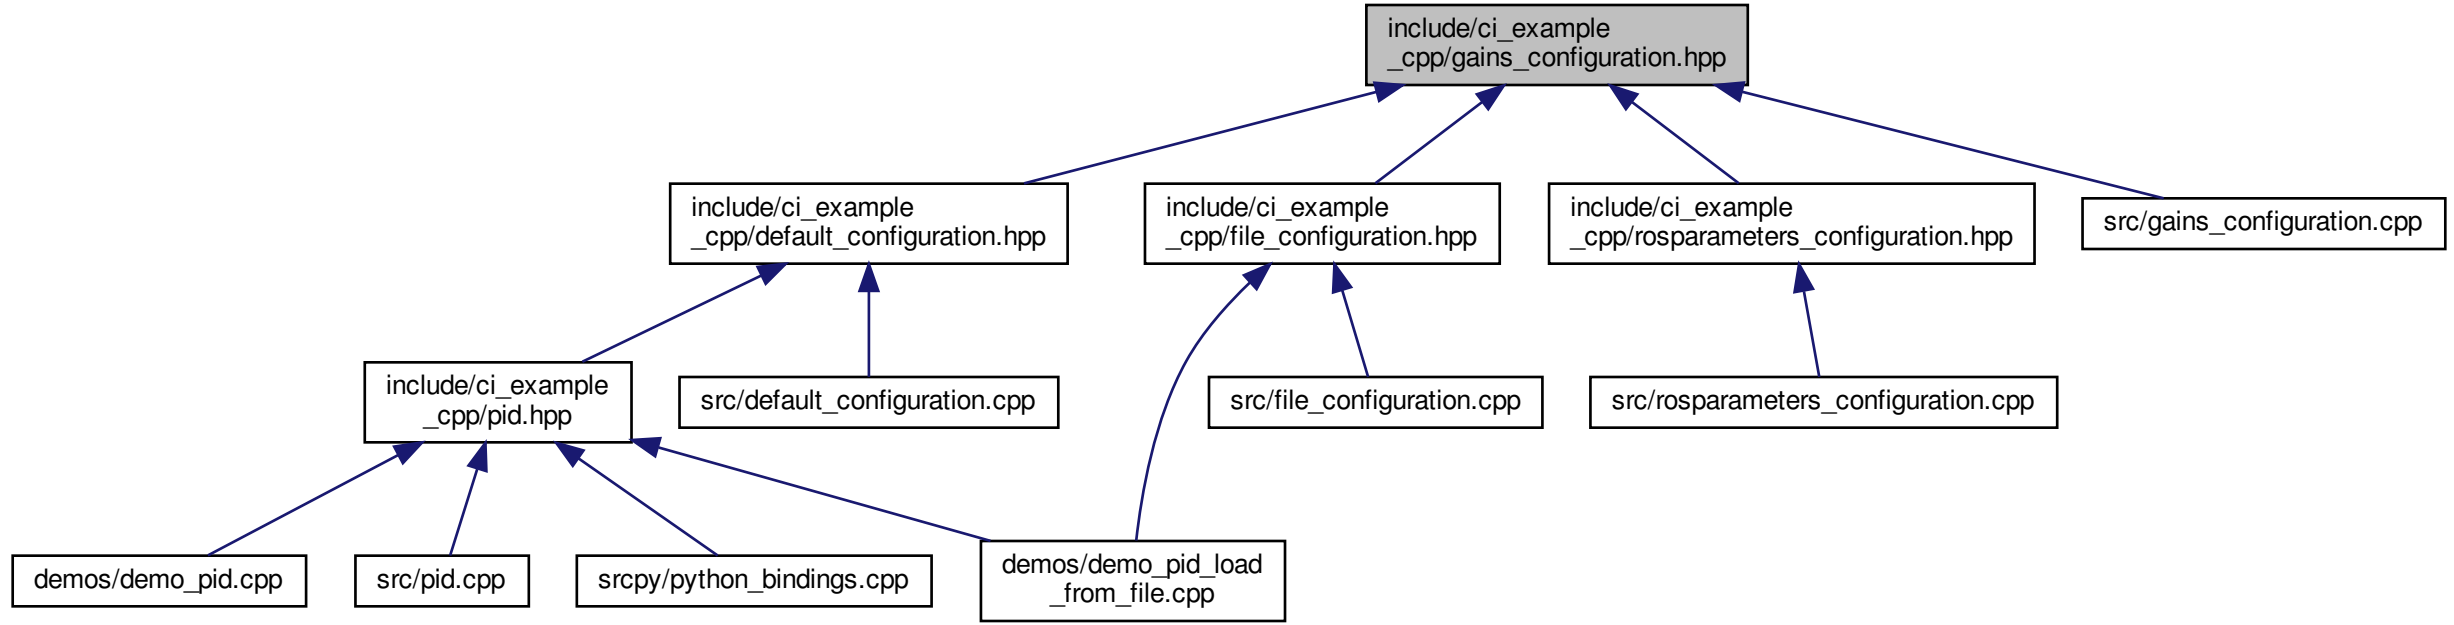 include/ci_example
_cpp/gains_configuration.hpp
include/ci_example
_cpp/default_configuration.hpp
include/ci_example
_cpp/file_configuration.hpp
include/ci_example
_cpp/rosparameters_configuration.hpp
src/gains_configuration.cpp
include/ci_example
_cpp/pid.hpp
src/default_configuration.cpp
src/file_configuration.cpp
src/rosparameters_configuration.cpp
demos/demo_pid.cpp
src/pid.cpp
srcpy/python_bindings.cpp
demos/demo_pid_load
_from_file.cpp